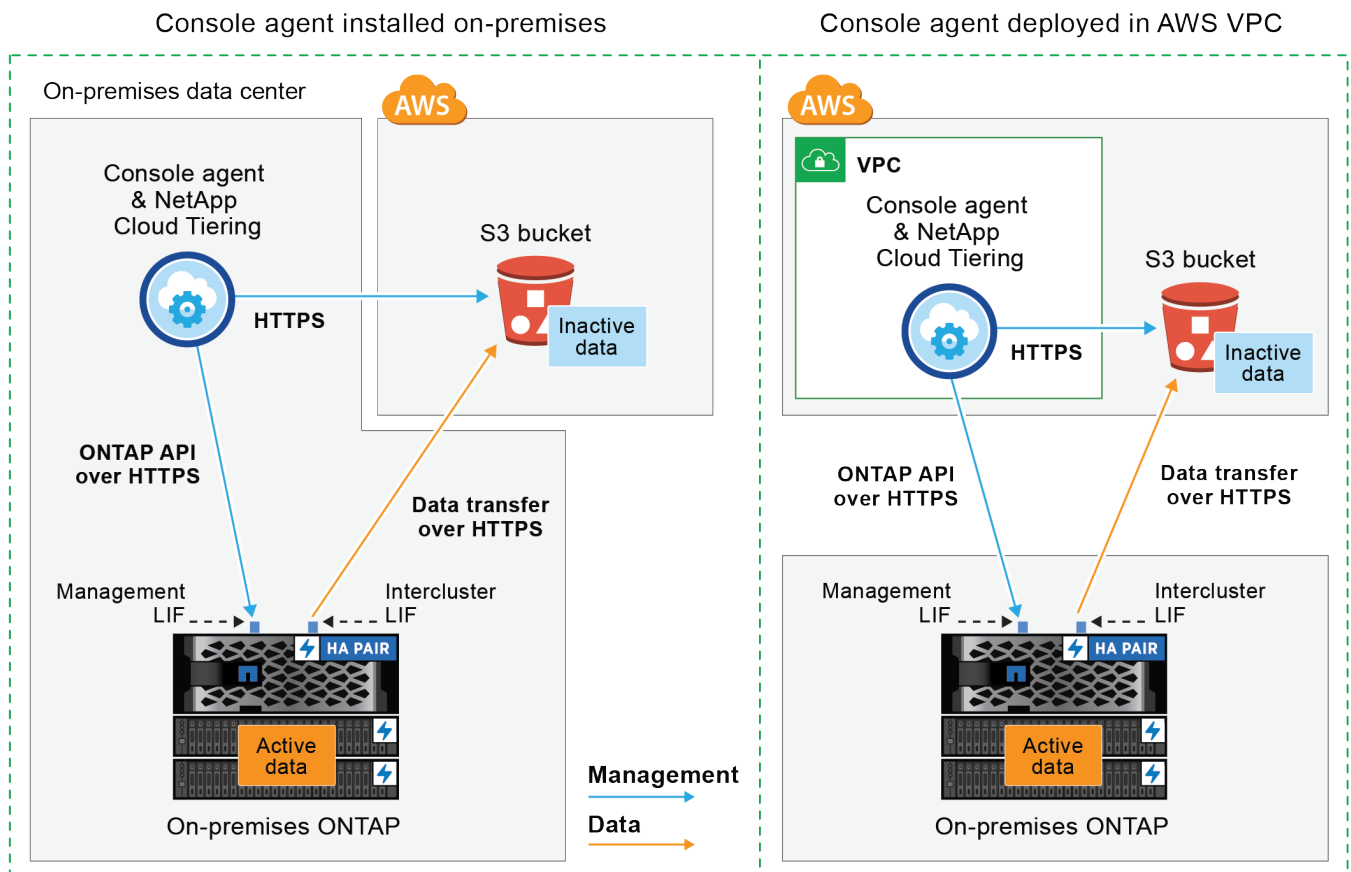 Console agent installed on-premises
On-premises data center
AWS
Console agent
& NetApp
Cloud Tiering
S3 bucket
HTTPS
Inactive
data
ONTAP API
over HTTPS
Data transfer
over HTTPS
Management
LIF
Intercluster
LIF
HA PAIR
Active
data
On-premises ONTAP
Management
Data
Console agent deployed in AWS VPC
AWS
VPC
Console agent
& NetApp
Cloud Tiering
S3 bucket
HTTPS
Inactive
data
ONTAP API
over HTTPS
Data transfer
over HTTPS
Management
LIF
Intercluster
LIF
HA PAIR
Active
data
On-premises ONTAP